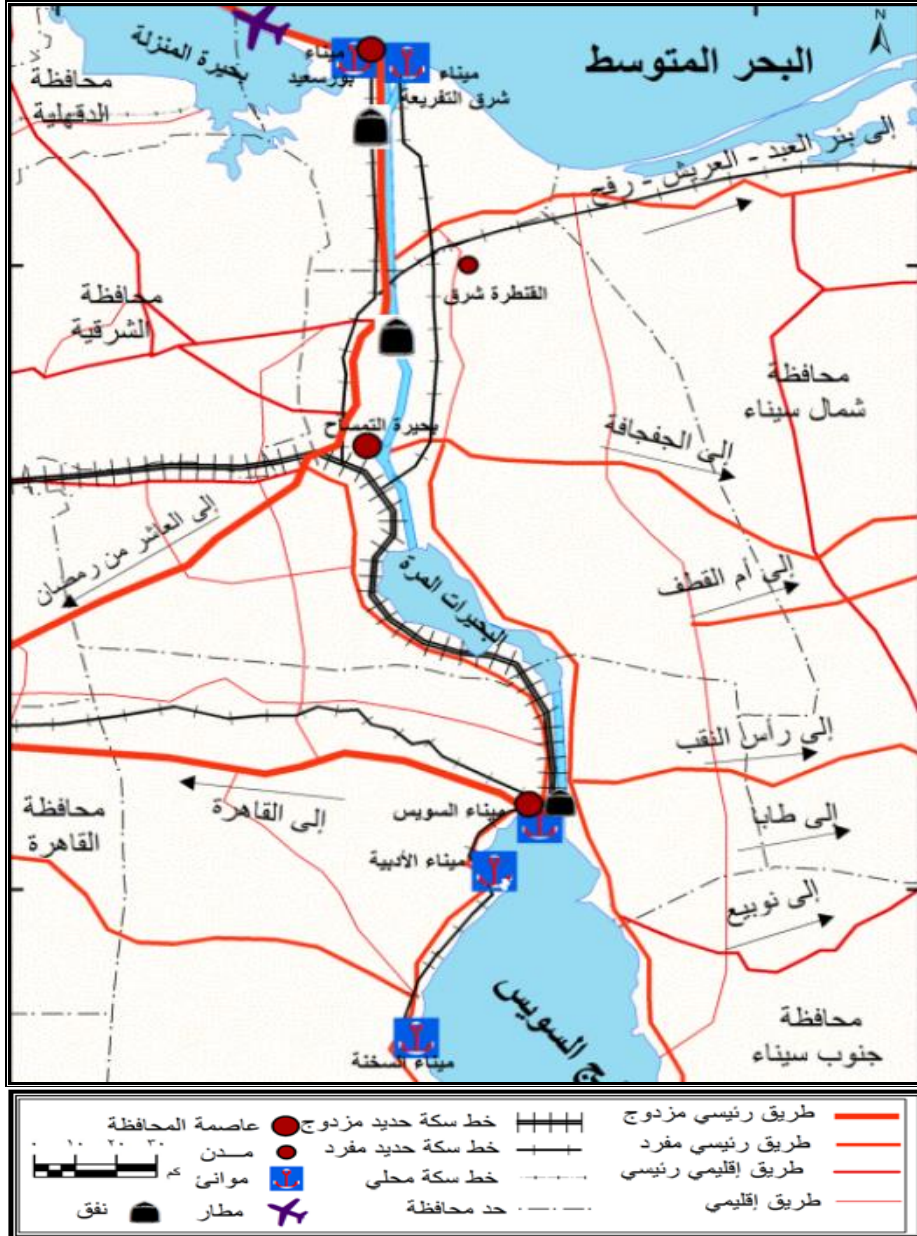 N
البحر المتوسط
بحيرة المنزلة
ميناء
بورسعيد
ميناء
شرق التفريعة
محافظة
الدقهلية
إلى بئر العبد - العريش - رفح
القنطرة شرق
محافظة
الشرقية
محافظة
شمال سيناء
بحيرة التمساح
إلى الجفجافة
إلى العاشر من رمضان
إلى أم القطف
البحيرات المرة
إلى رأس النقب
ميناء السويس
إلى القاهرة
محافظة
القاهرة
إلى طابا
ميناء الأدبية
إلى نويبع
ج السويس
محافظة
جنوب سيناء
ميناء السخنة
طريق رئيسي مزدوج
خط سكة حديد مزدوج
عاصمة المحافظة
طريق رئيسي مفرد
خط سكة حديد مفرد
مدن
٠ ١٠ ٢٠ ٣٠
كم
طريق إقليمي رئيسي
خط سكة محلي
موانئ
طريق إقليمي
حد محافظة
مطار
نفق